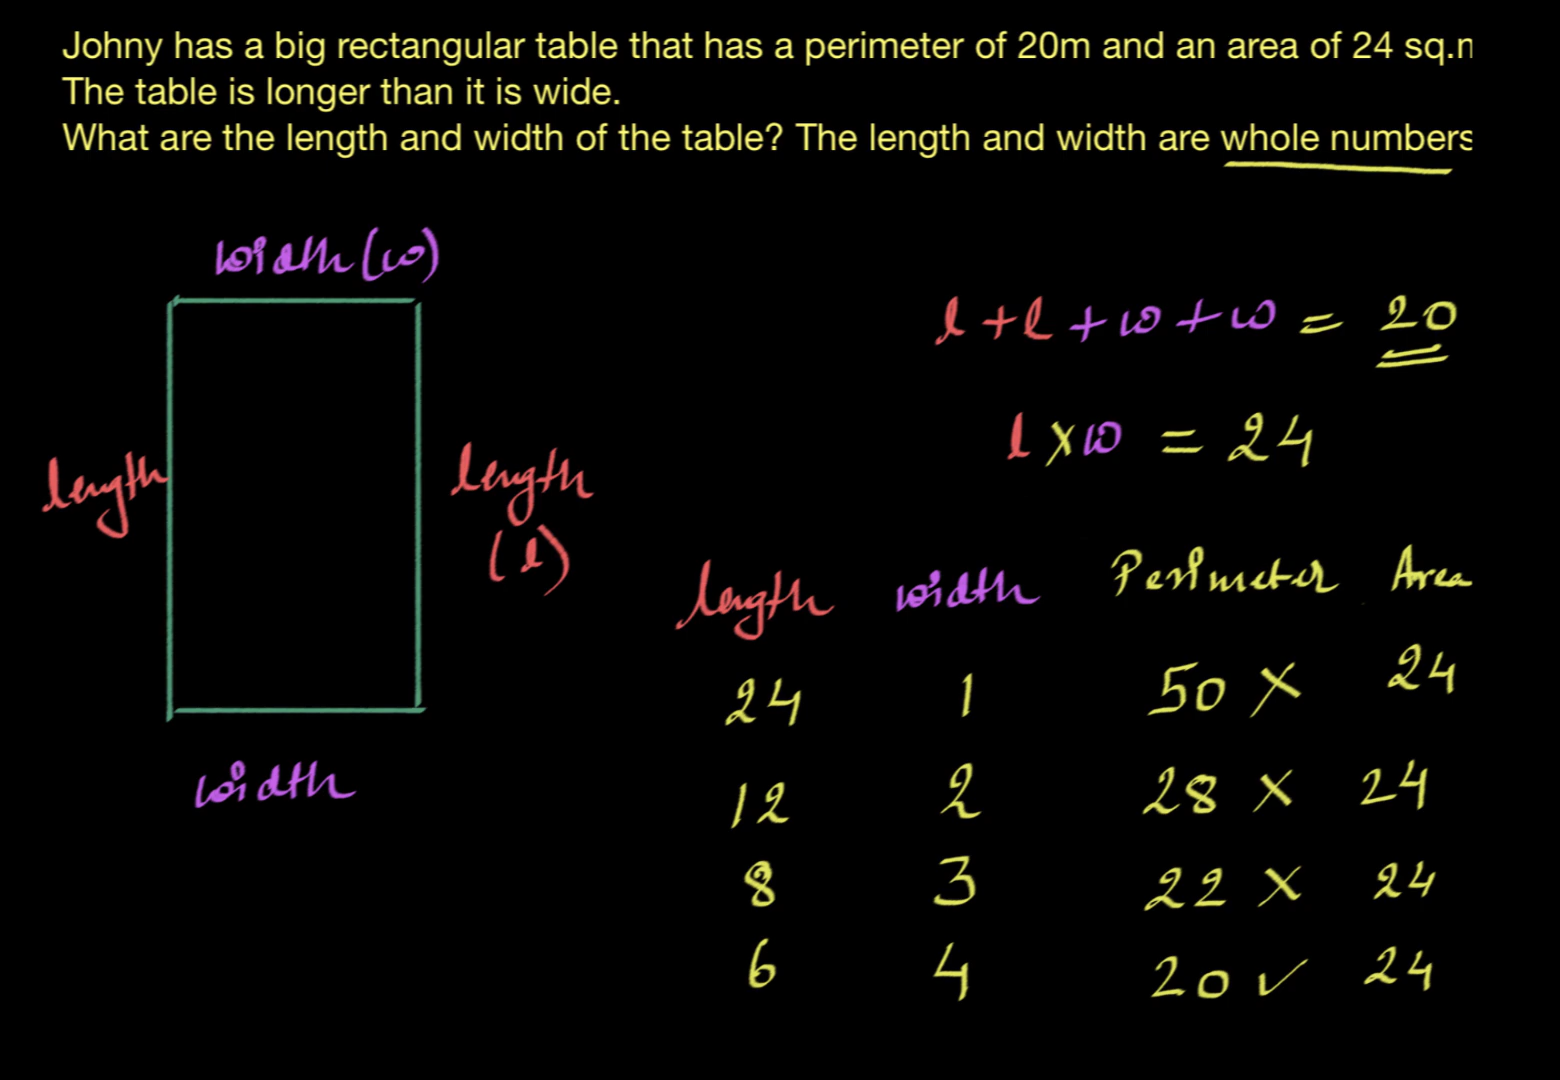 Johny has a big rectangular table that has a perimeter of 20m and an area of 24 sq.m
The table is longer than it is wide.
What are the length and width of the table? The length and width are whole numbers
width (w)
l + l + w + w = 20
l × w = 24
length
length
(l)
length width Perimeter Area
24 1 50 × 24
12 2 28 × 24
width
8 3 22 × 24
6 4 20 ✓ 24